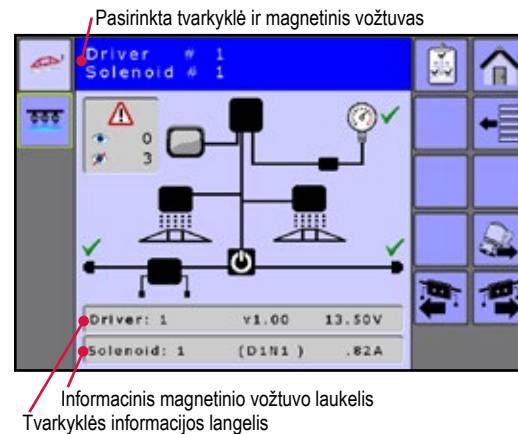 Pasirinkta tvarkyklė ir magnetinis vožtuvas
Driver # 1
Solenoid # 1
0
3
Driver: 1 v1.00 13.50V
Solenoid: 1 (D1N1 ) .82A
Informacinis magnetinio vožtuvo laukelis
Tvarkyklės informacijos langelis